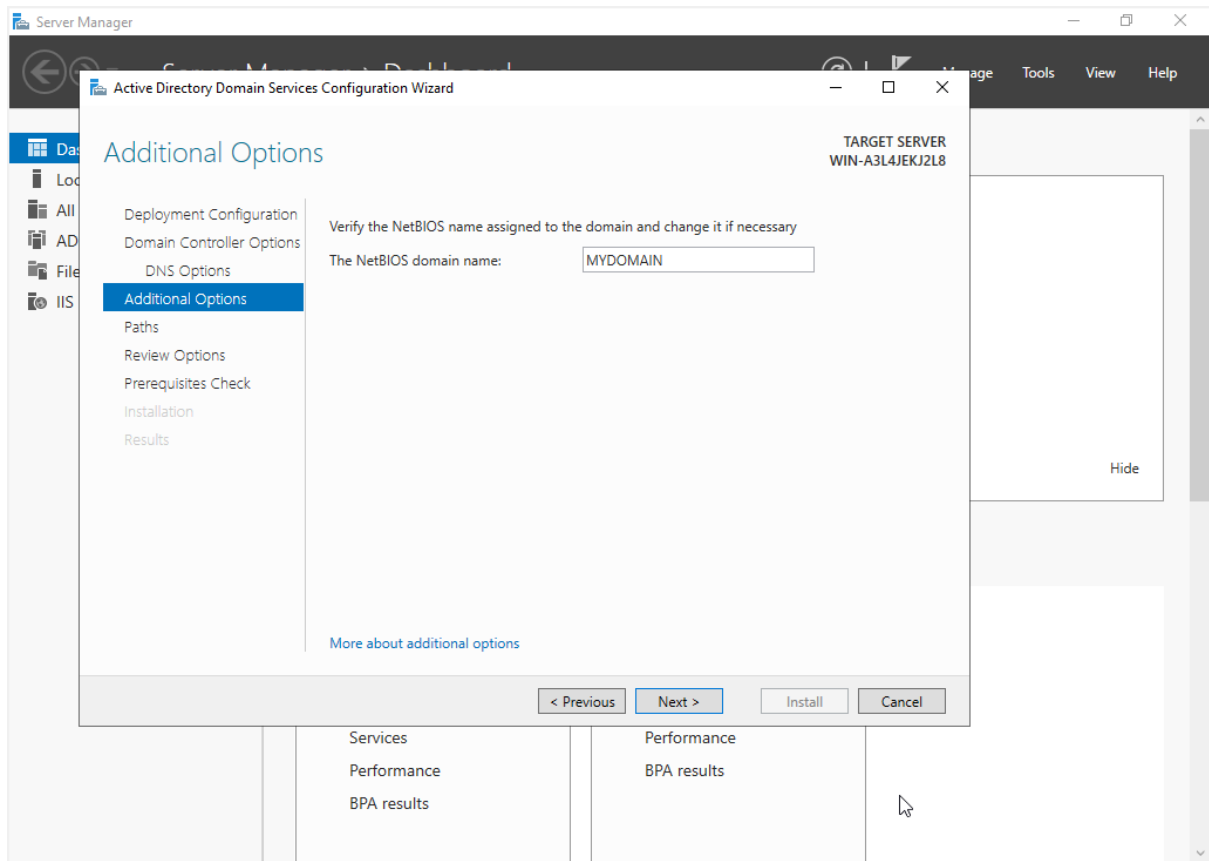 Server Manager
Manage Tools View Help
Active Directory Domain Services Configuration Wizard
Additional Options
TARGET SERVER
WIN-A3L4JEKJ2L8
Deployment Configuration
Domain Controller Options
DNS Options
Additional Options
Paths
Review Options
Prerequisites Check
Installation
Results
Verify the NetBIOS name assigned to the domain and change it if necessary
The NetBIOS domain name: MYDOMAIN
More about additional options
< Previous Next > Install Cancel
All
AD
File
IIS
Hide
Services
Performance
BPA results
Performance
BPA results